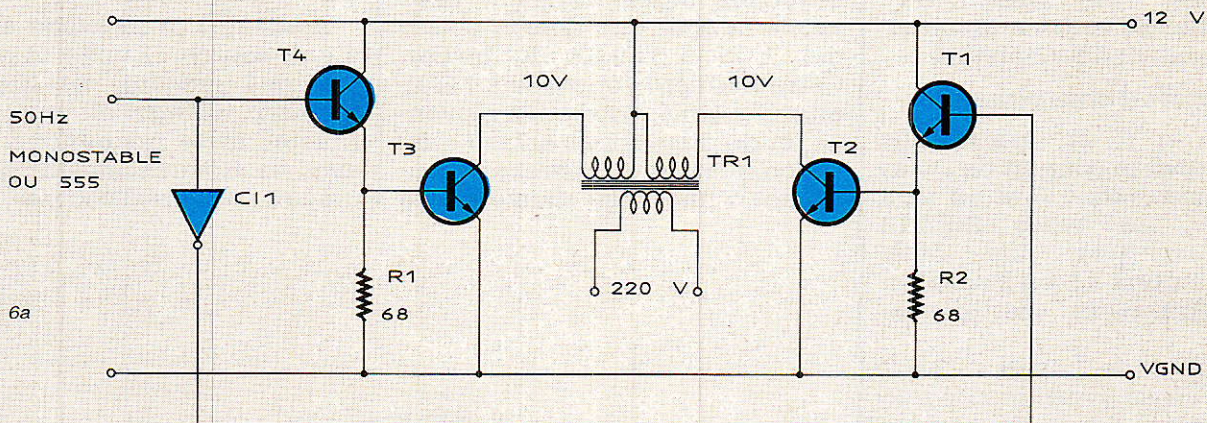 12 V
T4
T1
10V
10V
50Hz
MONOSTABLE
OU 555
T3
TR1
T2
CI1
R1
68
220 V
R2
68
6a
VGND